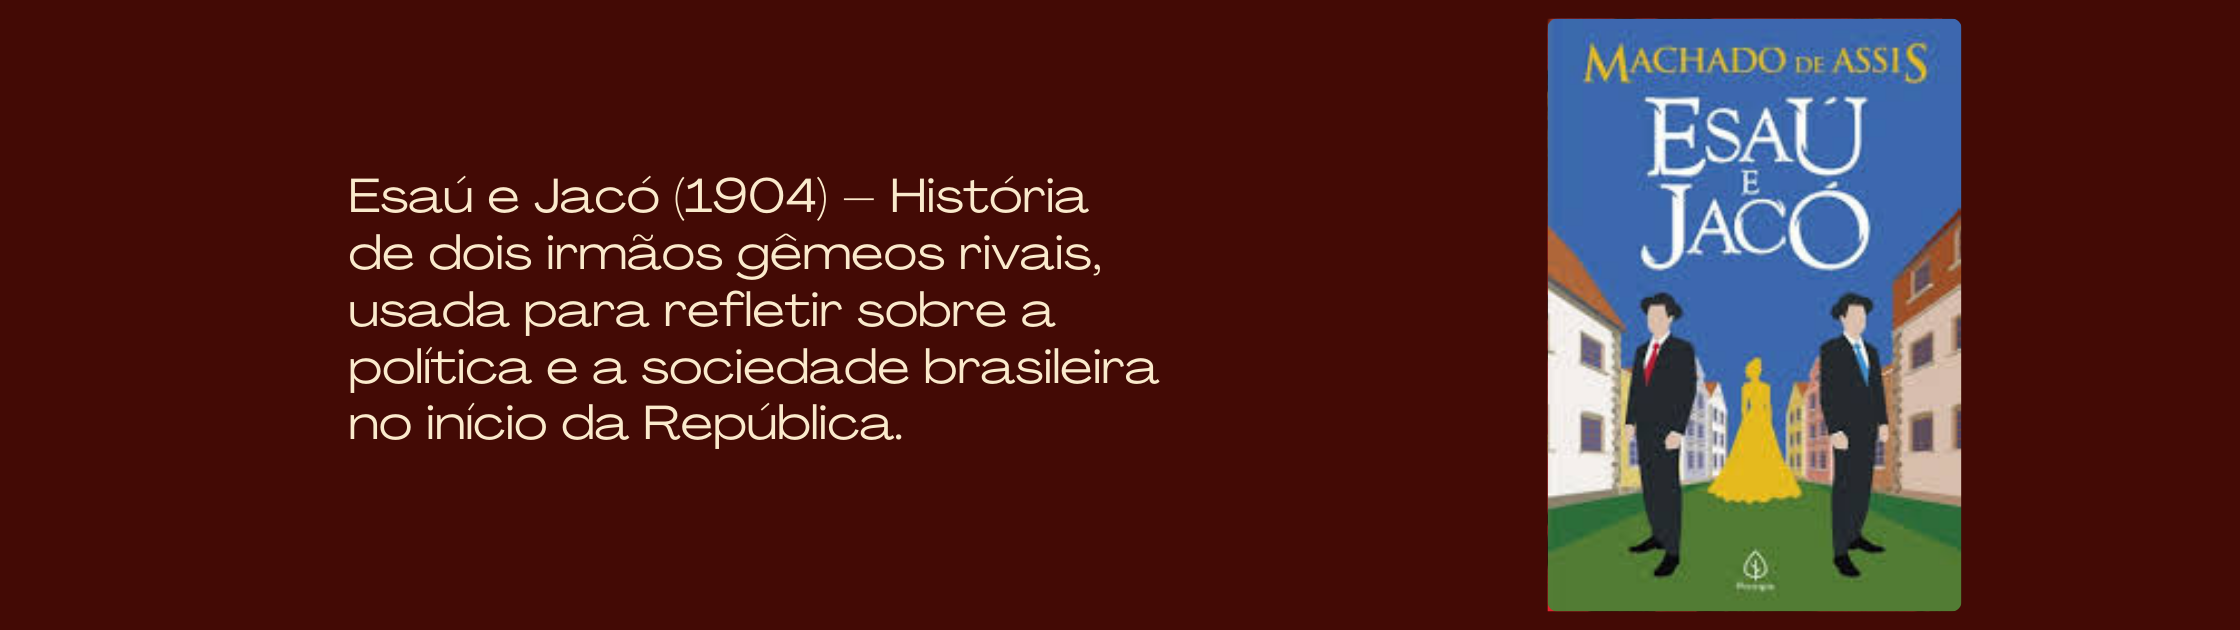 Esaú e Jacó (1904) – História
de dois irmãos gêmeos rivais,
usada para refletir sobre a
política e a sociedade brasileira
no início da República.
MACHADO DE ASSIS
ESAÚ
E
JACÓ